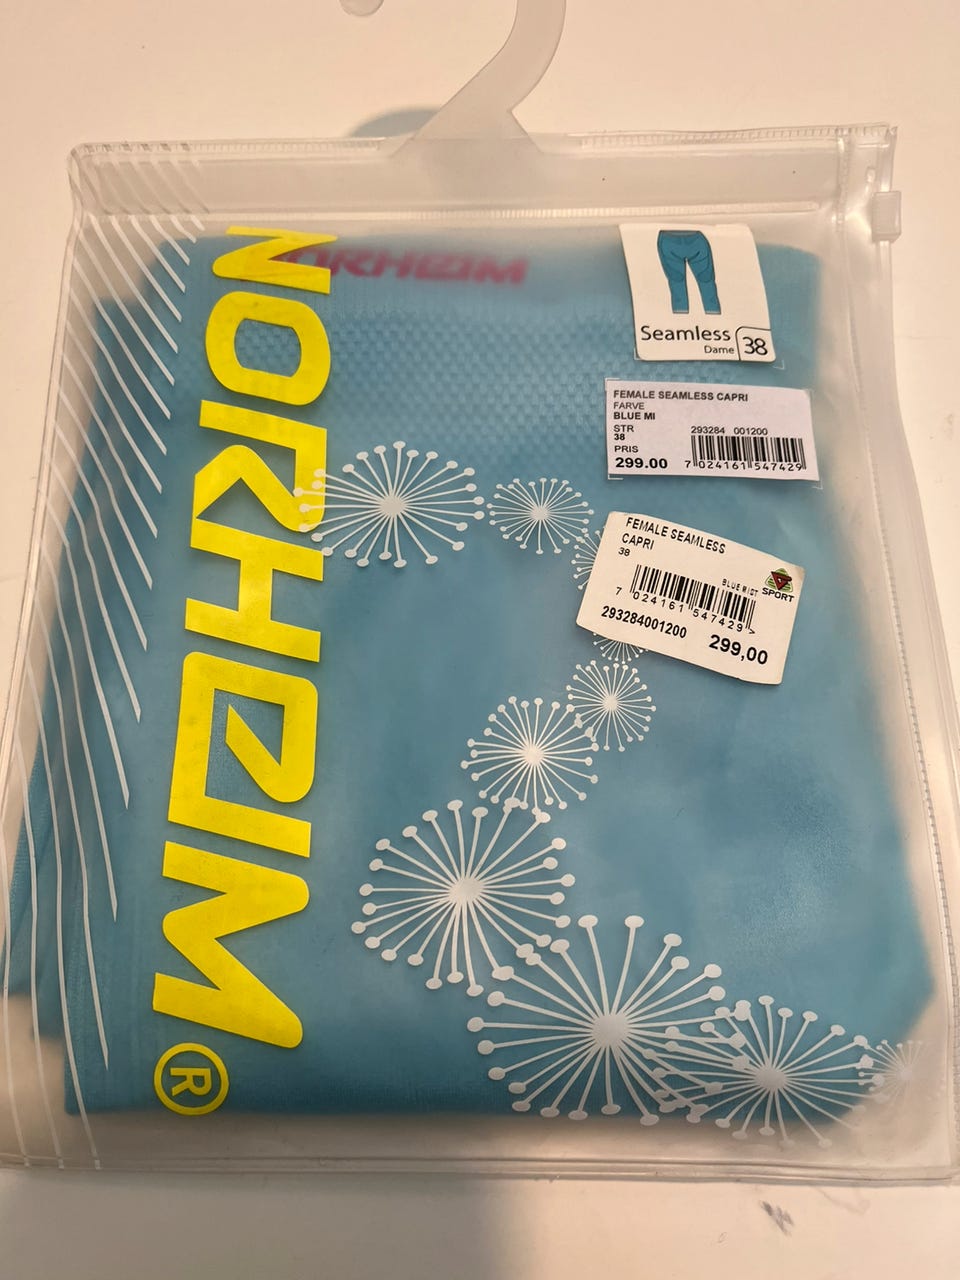 NORHEIM®
NORHEIM
Seamless
Dame 38
FEMALE SEAMLESS CAPRI
FARVE
BLUE MI
STR
38
293284 001200
PRIS
299.00
7 024161 547429
FEMALE SEAMLESS
CAPRI
38
BLUE MIST
SPORT
7 024161 547429 >
293284001200
299,00